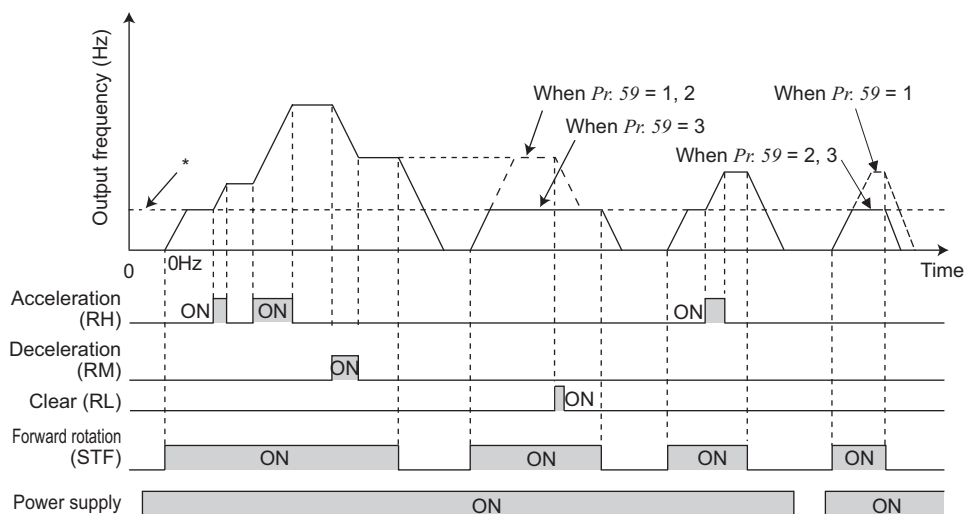 Output frequency (Hz)
When Pr. 59 = 1, 2
When Pr. 59 = 1
When Pr. 59 = 3
When Pr. 59 = 2, 3
*
0
0Hz
Time
Acceleration
(RH)
ON
ON
ON
Deceleration
(RM)
ON
Clear (RL)
ON
Forward rotation
(STF)
ON
ON
ON
ON
Power supply
ON
ON